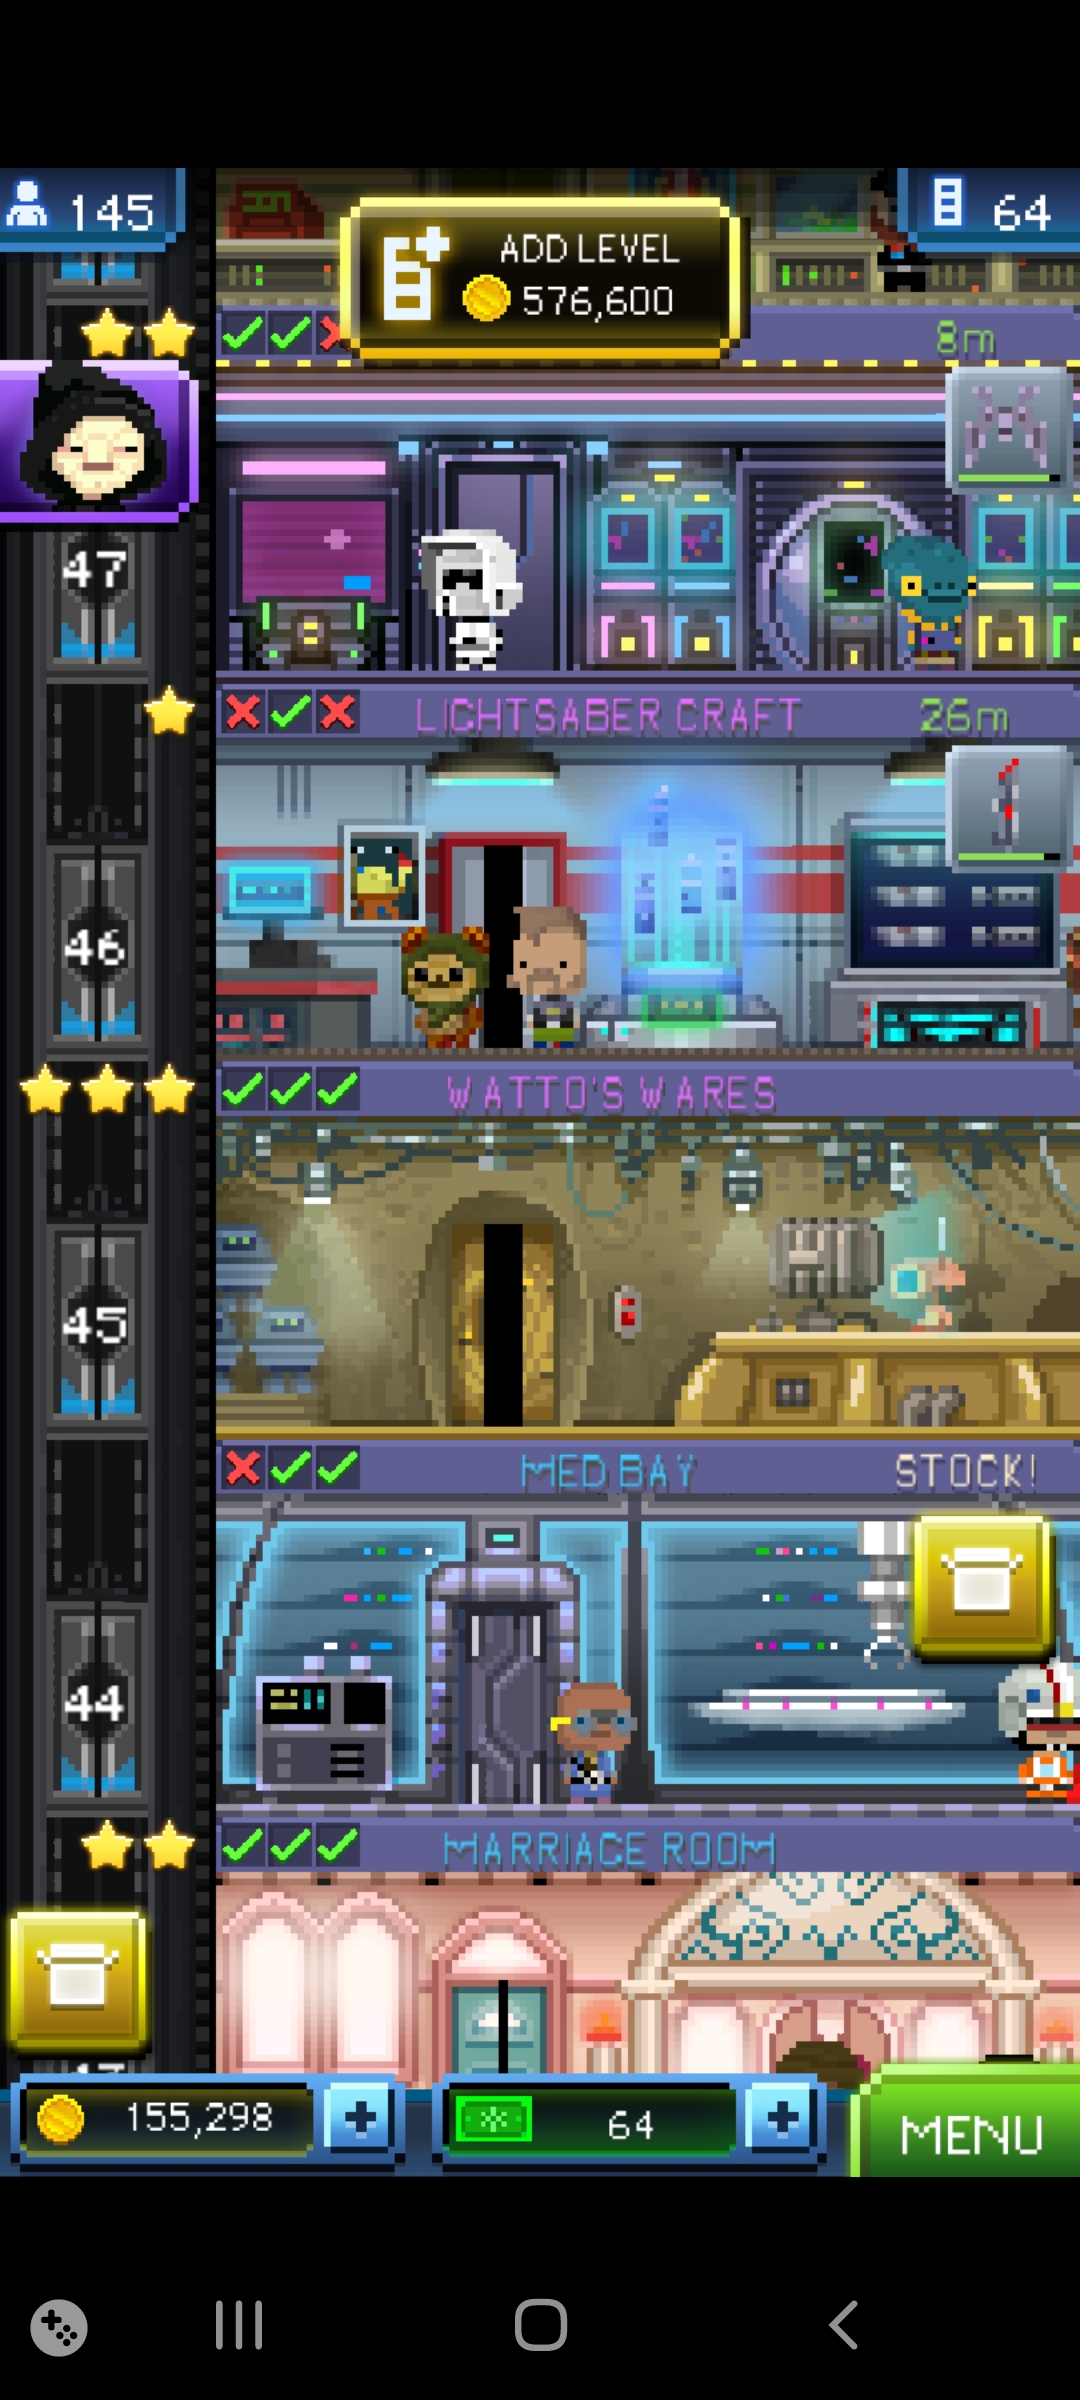 145
ADD LEVEL
576,600
64
8m
47
LIGHTSABER CRAFT
26m
46
WATTO'S WARES
45
MED BAY
STOCK!
44
MARRIAGE ROOM
155,298
64
MENU